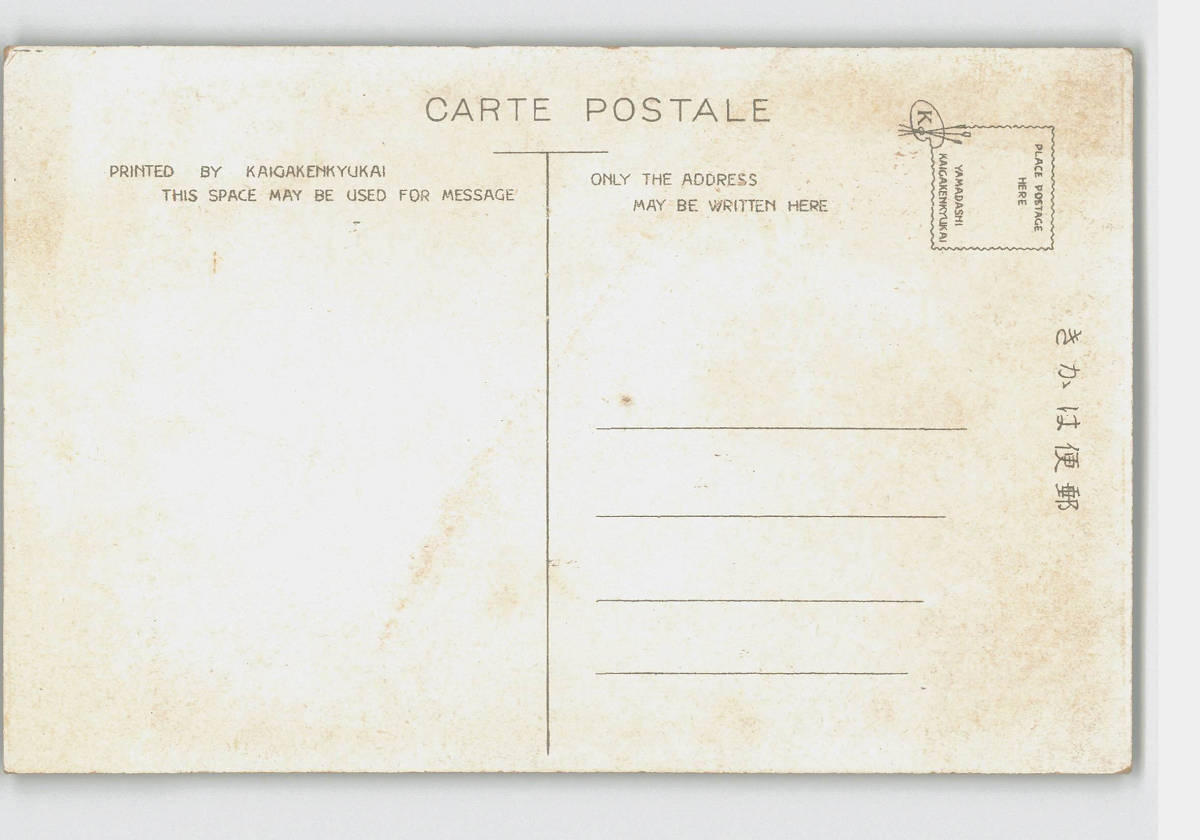 CARTE POSTALE
PRINTED BY KAIGAKENKYUKAI
THIS SPACE MAY BE USED FOR MESSAGE
ONLY THE ADDRESS
MAY BE WRITTEN HERE
K
PLACE POSTAGE
HERE
YAMADASHI
KAIGAKENKYUKAI
きかは便郵